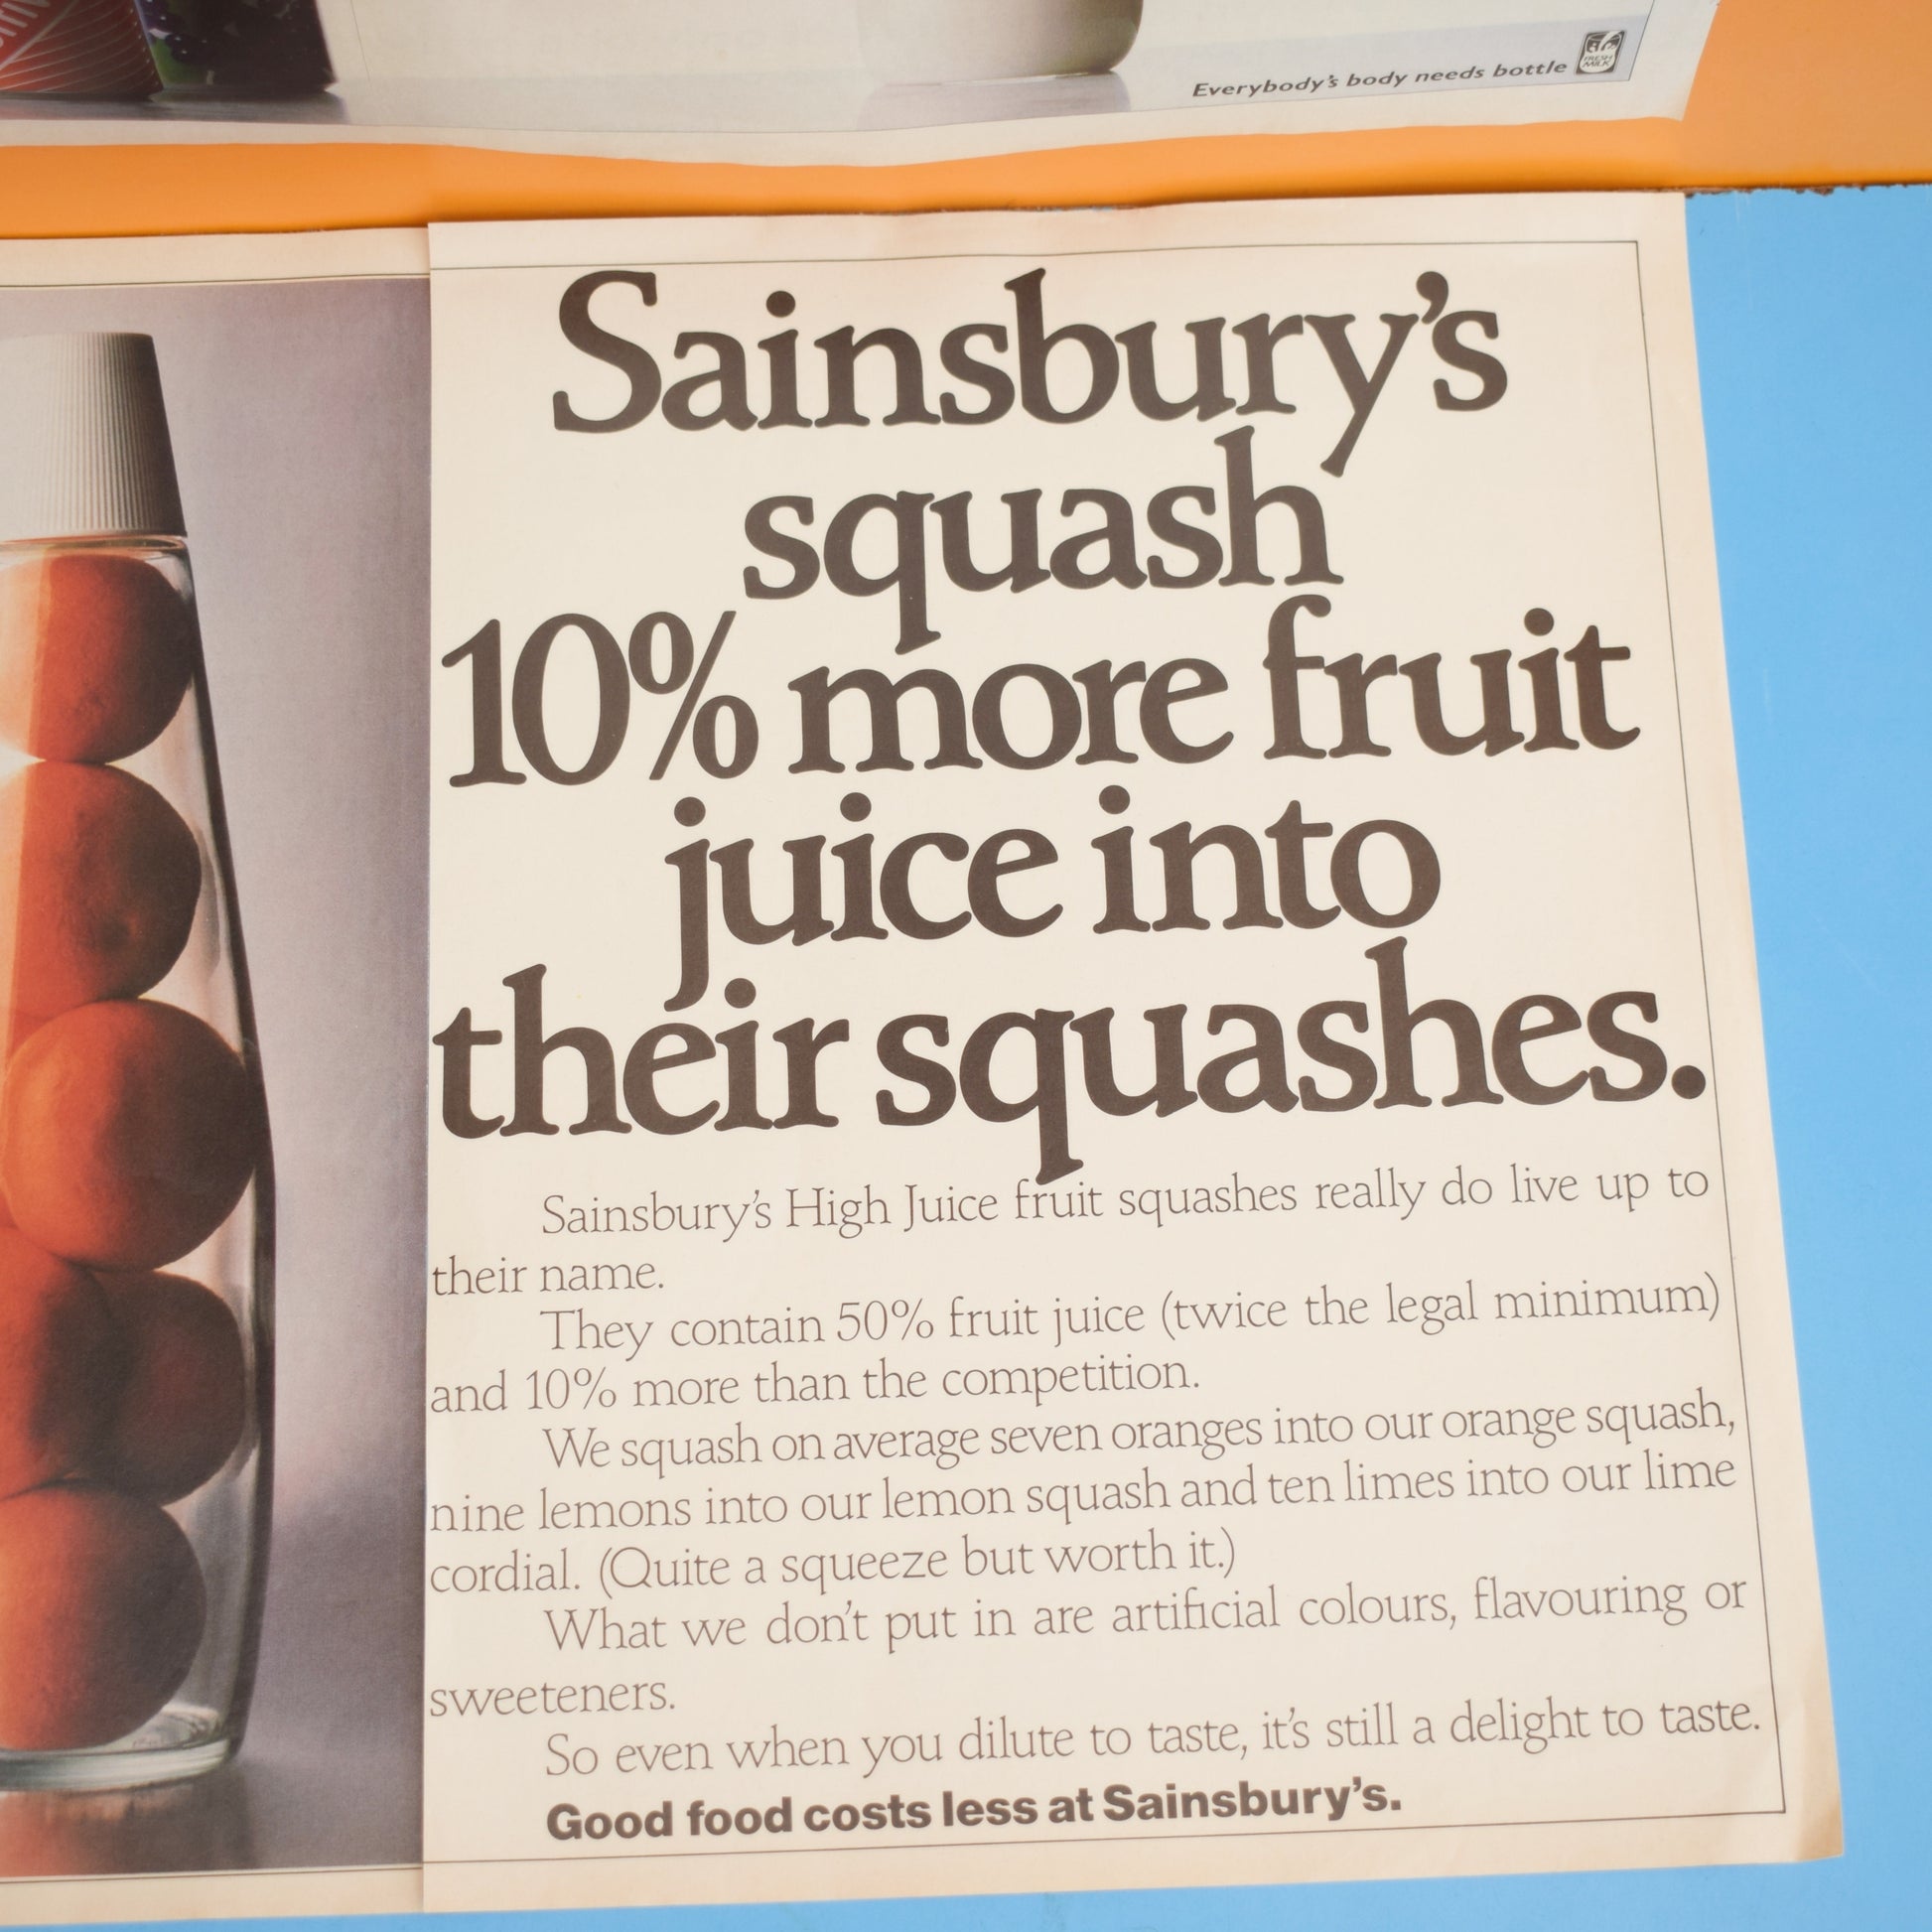 Everybody's body needs bottle
FRESH
MILK
Sainsbury's
squash
10% more fruit
juice into
their squashes.
Sainsbury's High Juice fruit squashes really do live up to
their name.
They contain 50% fruit juice (twice the legal minimum)
and 10% more than the competition.
We squash on average seven oranges into our orange squash,
nine lemons into our lemon squash and ten limes into our lime
cordial. (Quite a squeeze but worth it.)
What we don't put in are artificial colours, flavouring or
sweeteners.
So even when you dilute to taste, it's still a delight to taste.
Good food costs less at Sainsbury's.